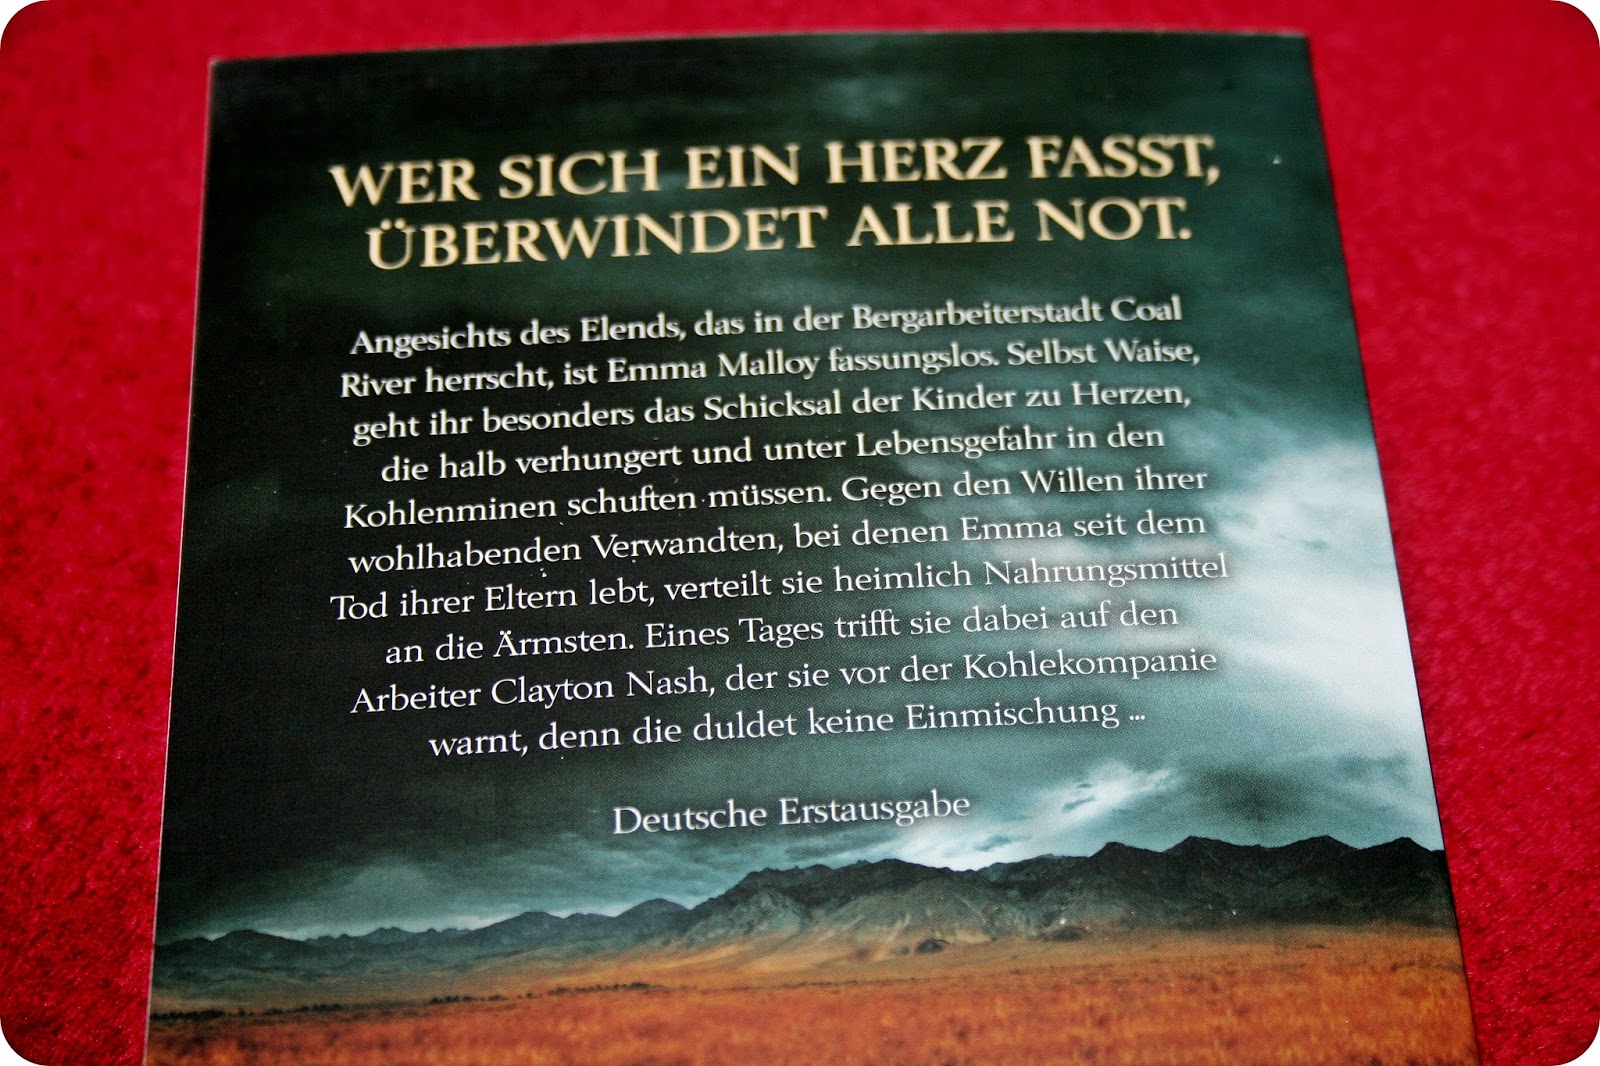 WER SICH EIN HERZ FASST,
ÜBERWINDET ALLE NOT.
Angesichts des Elends, das in der Bergarbeiterstadt Coal
River herrscht, ist Emma Malloy fassungslos. Selbst Waise,
geht ihr besonders das Schicksal der Kinder zu Herzen,
die halb verhungert und unter Lebensgefahr in den
Kohlenminen schuften müssen. Gegen den Willen ihrer
wohlhabenden Verwandten, bei denen Emma seit dem
Tod ihrer Eltern lebt, verteilt sie heimlich Nahrungsmittel
an die Ärmsten. Eines Tages trifft sie dabei auf den
Arbeiter Clayton Nash, der sie vor der Kohlekompanie
warnt, denn die duldet keine Einmischung ...
Deutsche Erstausgabe